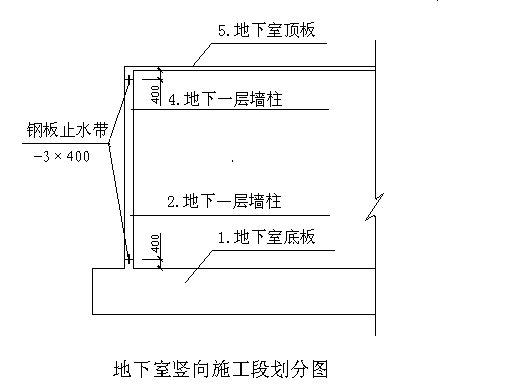 5.地下室顶板
400
4.地下一层墙柱
钢板止水带
-3×400
2.地下一层墙柱
400
1.地下室底板
地下室竖向施工段划分图